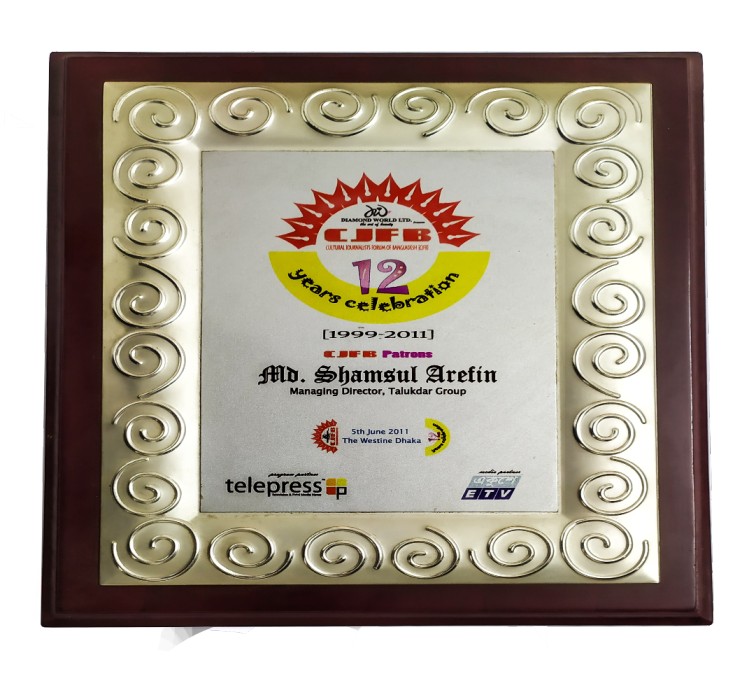 DIAMOND WORLD LTD.
the art of beauty
CJFB
CULTURAL JOURNALISTS FORUM OF BANGLADESH (CJFB)
12
years celebration
[1999-2011]
CJFB Patrons
Md. Shamsul Arefin
Managing Director, Talukdar Group
5th June 2011
The Westine Dhaka
program partner
telepress
media partner
ETV